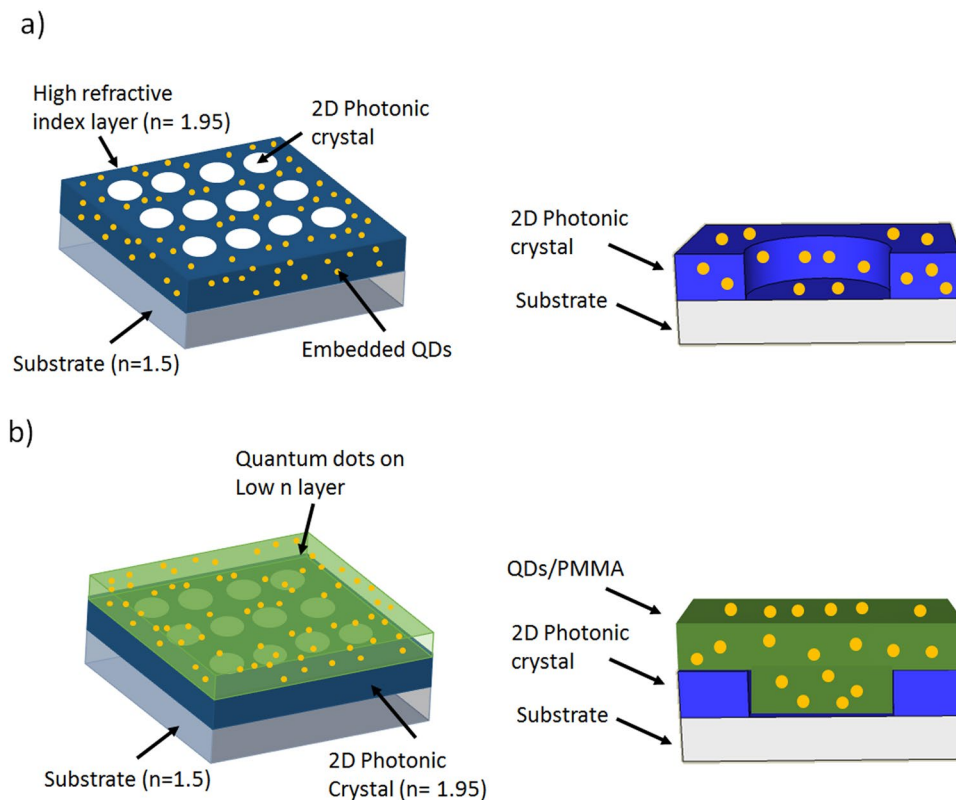 a)
High refractive
index layer (n= 1.95)
2D Photonic
crystal
Substrate (n=1.5)
Embedded QDs
2D Photonic
crystal
Substrate
b)
Quantum dots on
Low n layer
Substrate (n=1.5)
2D Photonic
Crystal (n= 1.95)
QDs/PMMA
2D Photonic
crystal
Substrate